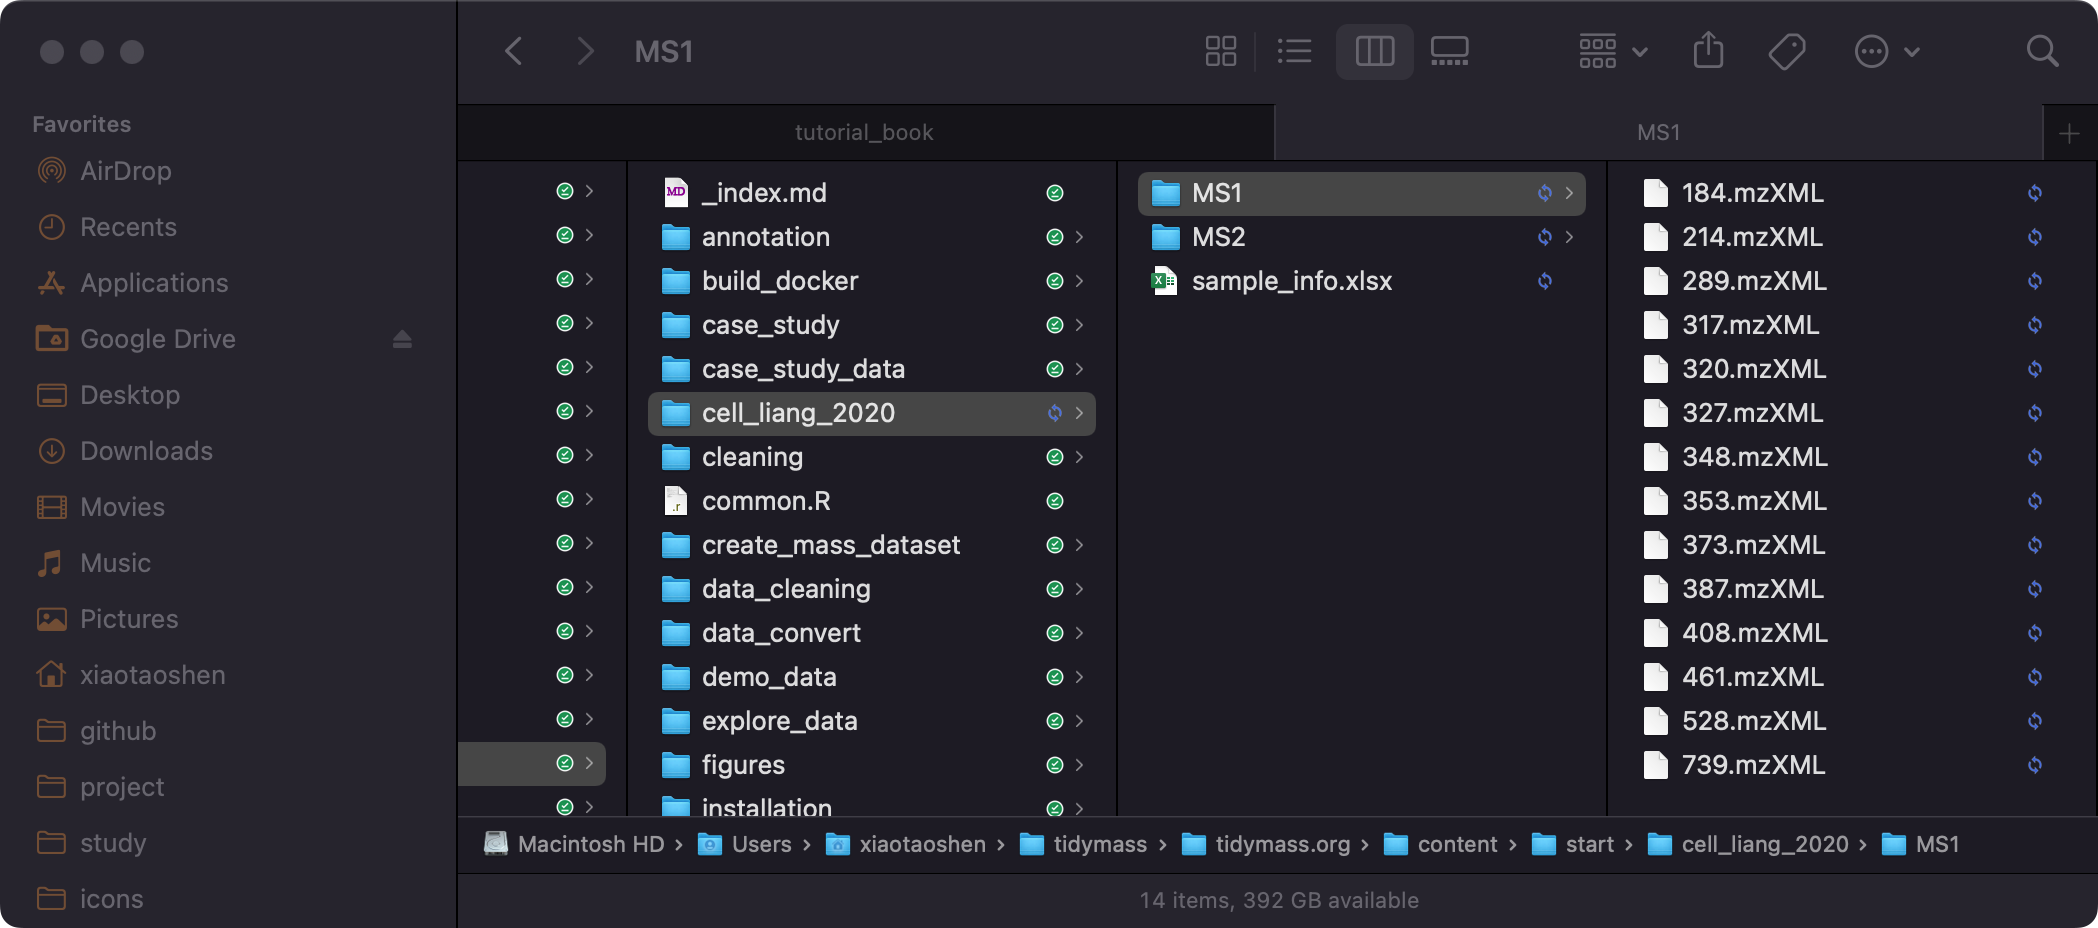 MS1
Favorites
AirDrop
Recents
Applications
Google Drive
Desktop
Downloads
Movies
Music
Pictures
xiaotaoshen
github
project
study
icons
tutorial_book
MS1
MD
_index.md
annotation
build_docker
case_study
case_study_data
cell_liang_2020
cleaning
.r
common.R
create_mass_dataset
data_cleaning
data_convert
demo_data
explore_data
figures
installation
MS1
MS2
X
sample_info.xlsx
184.mzXML
214.mzXML
289.mzXML
317.mzXML
320.mzXML
327.mzXML
348.mzXML
353.mzXML
373.mzXML
387.mzXML
408.mzXML
461.mzXML
528.mzXML
739.mzXML
Macintosh HD › Users › xiaotaoshen › tidymass › tidymass.org › content › start › cell_liang_2020 › MS1
14 items, 392 GB available